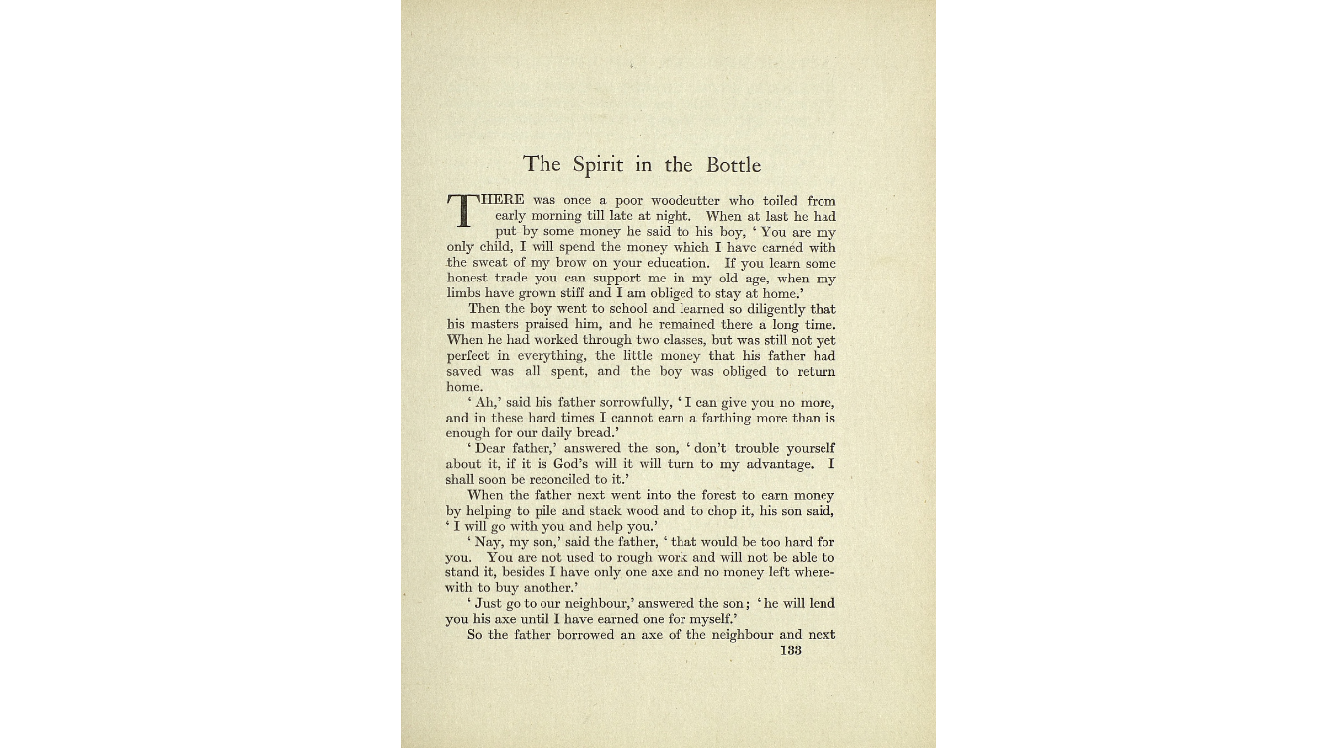 The Spirit in the Bottle
THERE was once a poor woodcutter who toiled from
early morning till late at night. When at last he had
put by some money he said to his boy, ‘ You are my
only child, I will spend the money which I have earned with
the sweat of my brow on your education. If you learn some
honest trade you can support me in my old age, when my
limbs have grown stiff and I am obliged to stay at home.’
Then the boy went to school and learned so diligently that
his masters praised him, and he remained there a long time.
When he had worked through two classes, but was still not yet
perfect in everything, the little money that his father had
saved was all spent, and the boy was obliged to return
home.
‘ Ah,’ said his father sorrowfully, ‘ I can give you no more,
and in these hard times I cannot earn a farthing more than is
enough for our daily bread.’
‘ Dear father,’ answered the son, ‘ don’t trouble yourself
about it, if it is God’s will it will turn to my advantage. I
shall soon be reconciled to it.’
When the father next went into the forest to earn money
by helping to pile and stack wood and to chop it, his son said,
‘ I will go with you and help you.’
‘ Nay, my son,’ said the father, ‘ that would be too hard for
you. You are not used to rough work and will not be able to
stand it, besides I have only one axe and no money left where-
with to buy another.’
‘ Just go to our neighbour,’ answered the son; ‘ he will lend
you his axe until I have earned one for myself.’
So the father borrowed an axe of the neighbour and next
133